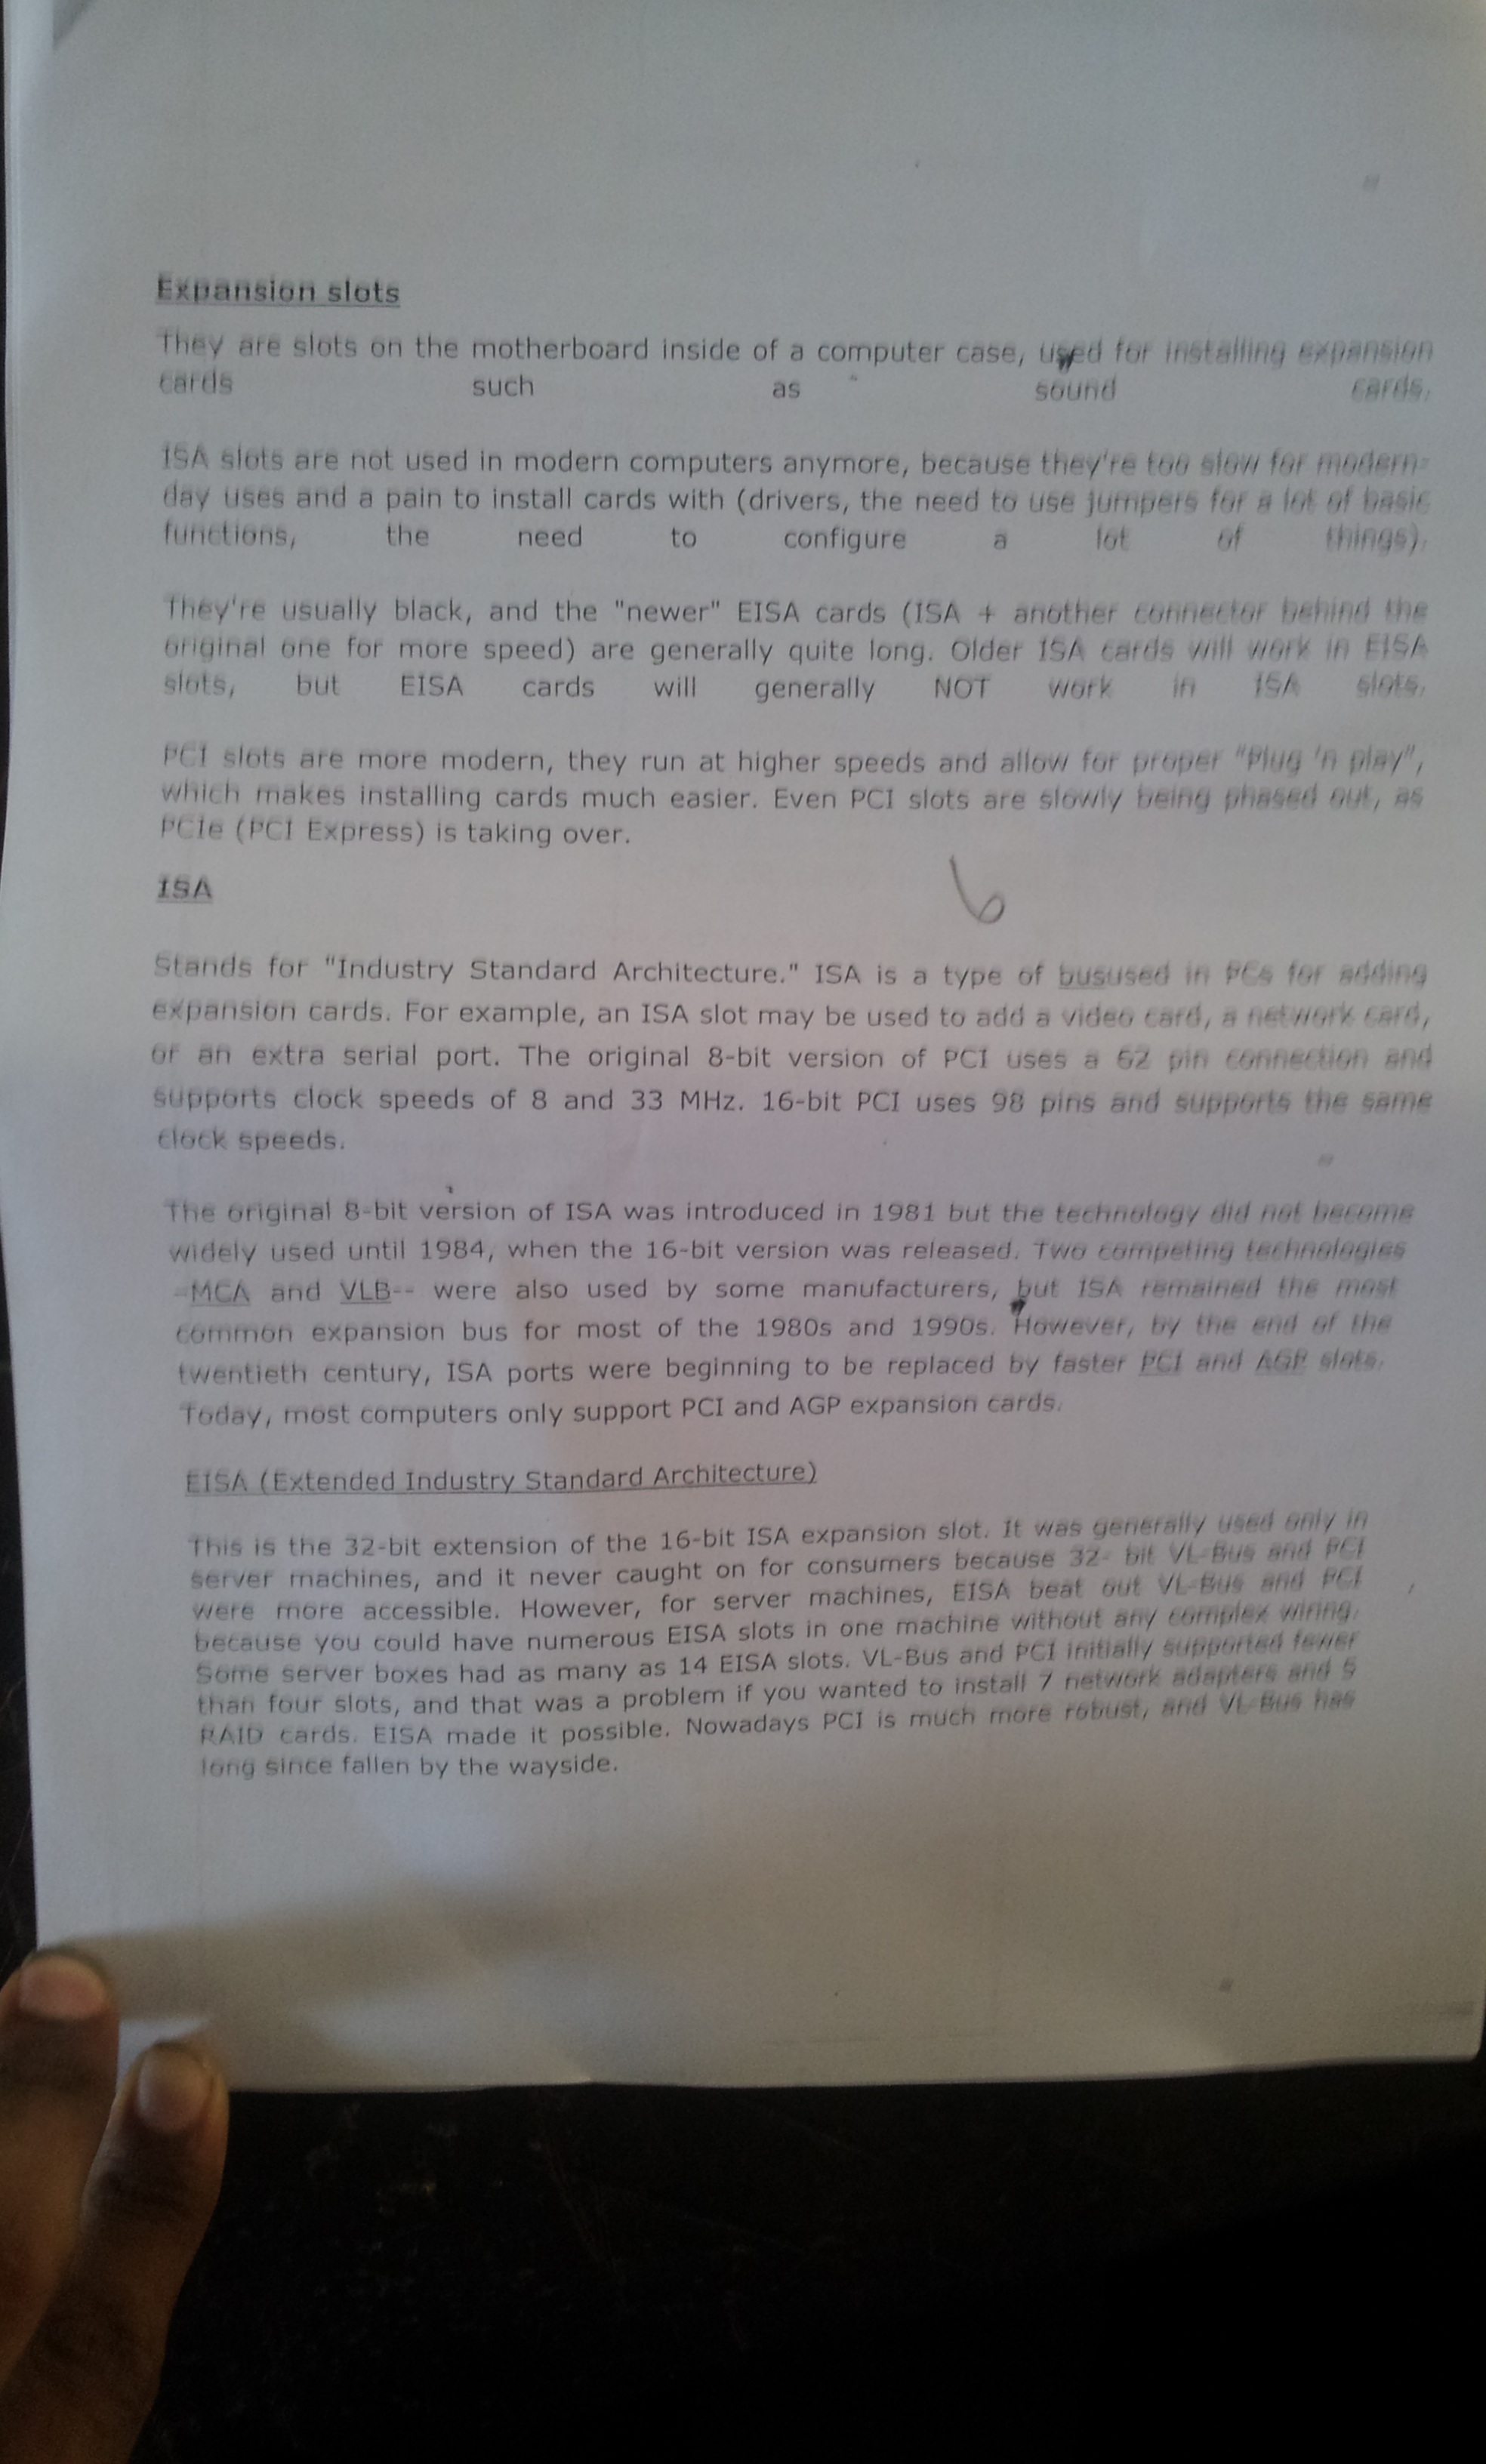 Expansion slots
They are slots on the motherboard inside of a computer case, used for installing expansion
cards such as sound cards.
ISA slots are not used in modern computers anymore, because they're too slow for modern-
day uses and a pain to install cards with (drivers, the need to use jumpers for a lot of basic
functions, the need to configure a lot of things).
They're usually black, and the "newer" EISA cards (ISA + another connector behind the
original one for more speed) are generally quite long. Older ISA cards will work in EISA
slots, but EISA cards will generally NOT work in ISA slots.
PCI slots are more modern, they run at higher speeds and allow for proper "Plug 'n play",
which makes installing cards much easier. Even PCI slots are slowly being phased out, as
PCIe (PCI Express) is taking over.
6
ISA
Stands for "Industry Standard Architecture." ISA is a type of busused in PCs for adding
expansion cards. For example, an ISA slot may be used to add a video card, a network card,
or an extra serial port. The original 8-bit version of PCI uses a 62 pin connection and
supports clock speeds of 8 and 33 MHz. 16-bit PCI uses 98 pins and supports the same
clock speeds.
The original 8-bit version of ISA was introduced in 1981 but the technology did not become
widely used until 1984, when the 16-bit version was released. Two competing technologies
-MCA and VLB-- were also used by some manufacturers, but ISA remained the most
common expansion bus for most of the 1980s and 1990s. However, by the end of the
twentieth century, ISA ports were beginning to be replaced by faster PCI and AGP slots.
Today, most computers only support PCI and AGP expansion cards.
EISA (Extended Industry Standard Architecture)
This is the 32-bit extension of the 16-bit ISA expansion slot. It was generally used only in
server machines, and it never caught on for consumers because 32- bit VL-Bus and PCI
were more accessible. However, for server machines, EISA beat out VL-Bus and PCI
because you could have numerous EISA slots in one machine without any complex wiring.
Some server boxes had as many as 14 EISA slots. VL-Bus and PCI initially supported fewer
than four slots, and that was a problem if you wanted to install 7 network adapters and 5
RAID cards. EISA made it possible. Nowadays PCI is much more robust, and VL-Bus has
long since fallen by the wayside.